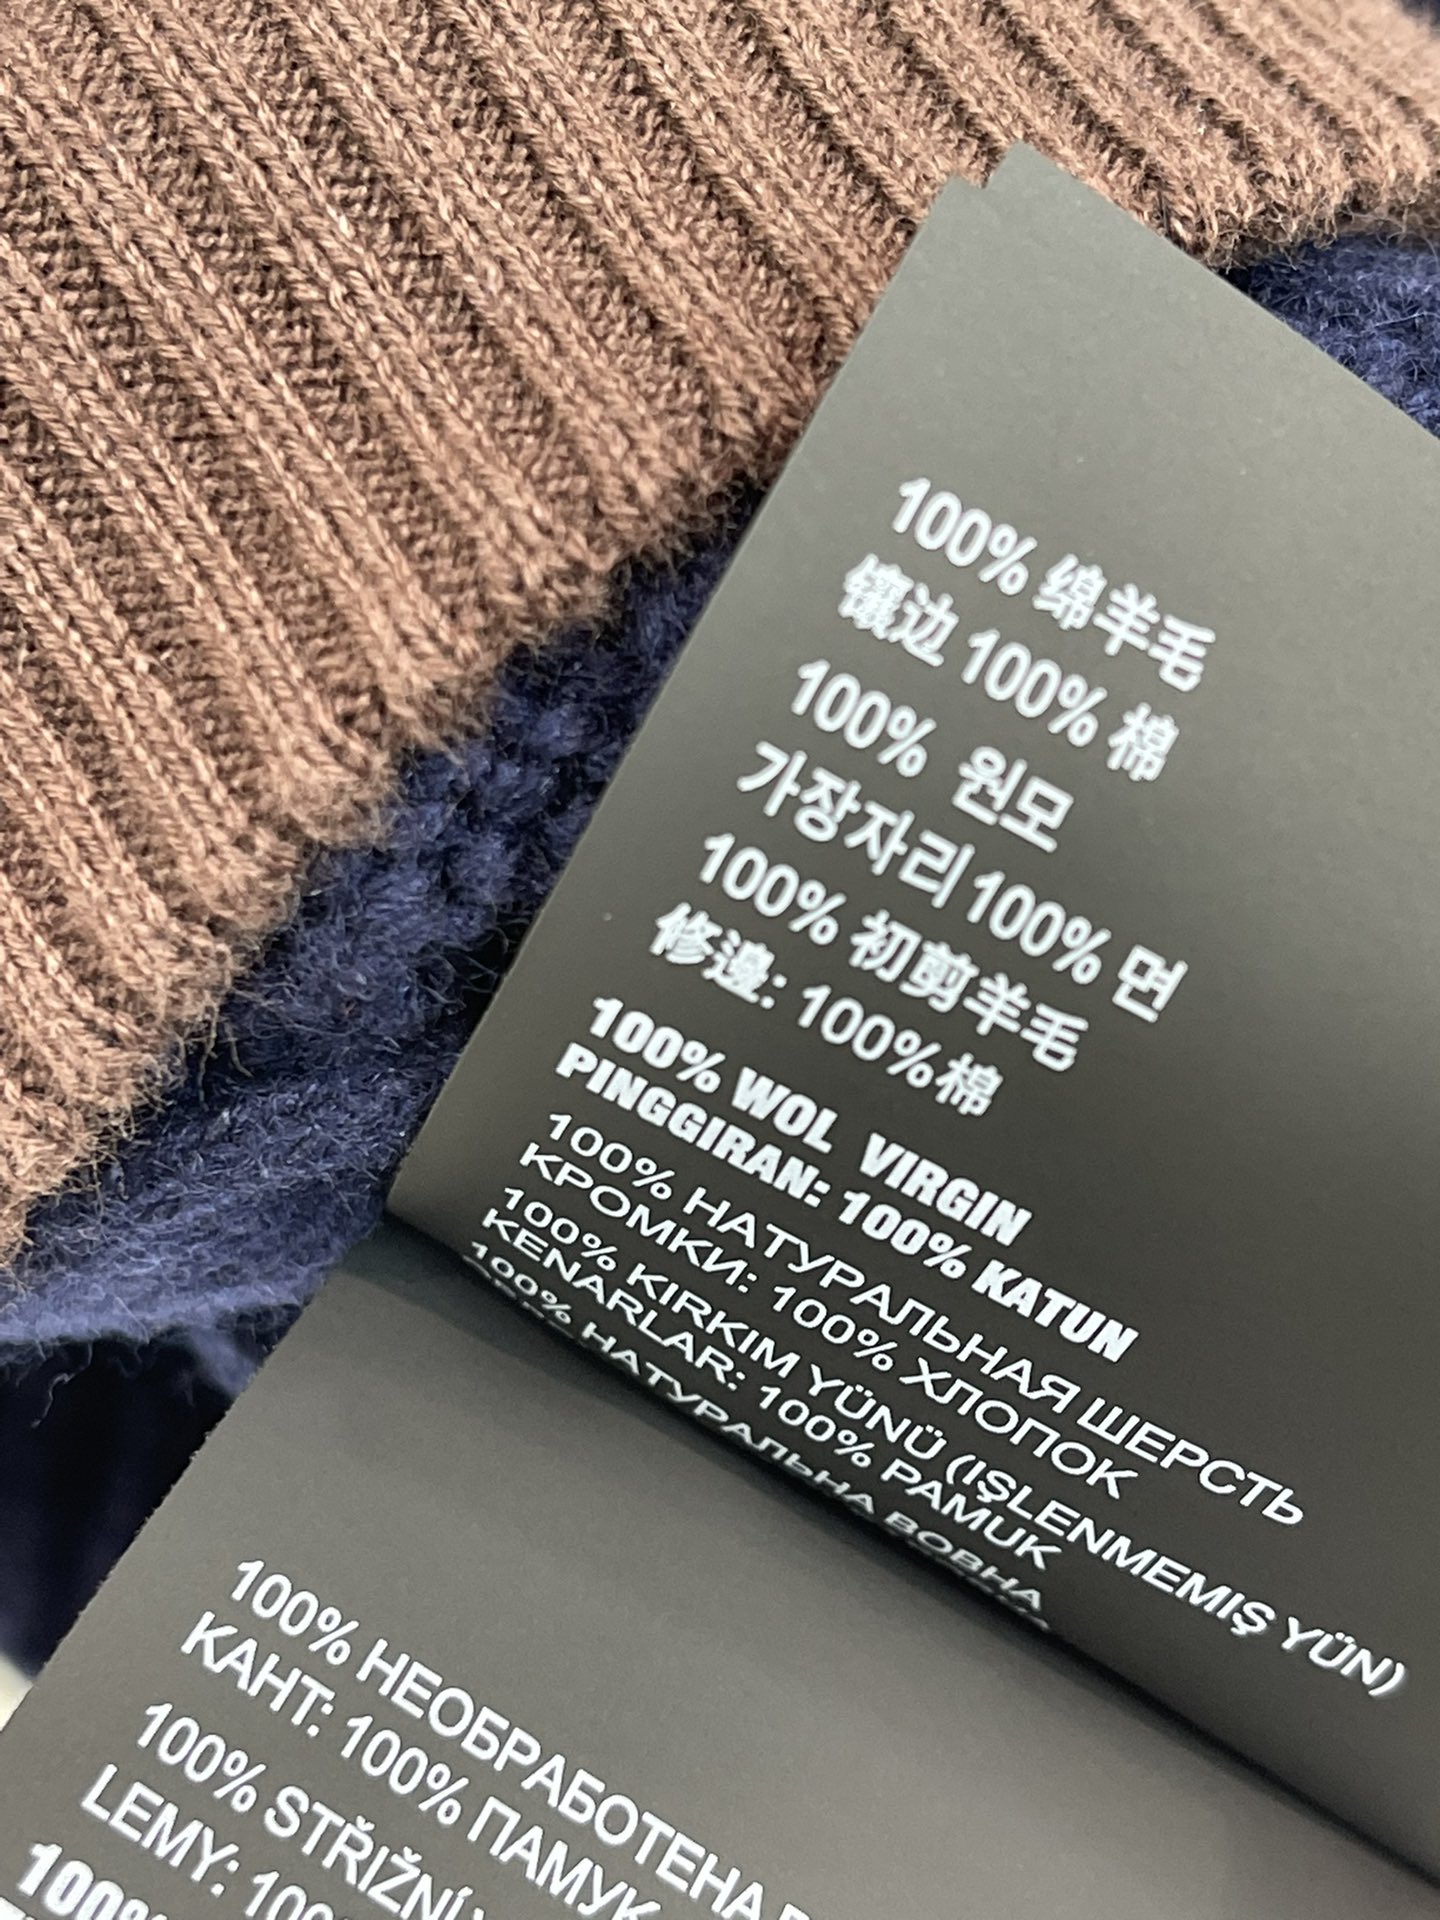 100% 绵羊毛
镶边 100% 棉
100% 원모
가장자리 100% 면
100% 初剪羊毛
修邊: 100%棉
100% WOL VIRGIN
PINGGIRAN: 100% KATUN
100% НАТУРАЛЬНАЯ ШЕРСТЬ
КРОМКИ: 100% ХЛОПОК
100% KIRKIM YÜNÜ (IŞLENMEMIŞ YÜN)
KENARLAR: 100% PAMUK
100% НАТУРАЛЬНА ВОВНА
100% НЕОБРАБОТЕНА
КАНТ: 100% ПАМУК
100% STŘIŽNÍ
LEMY: 100
100%